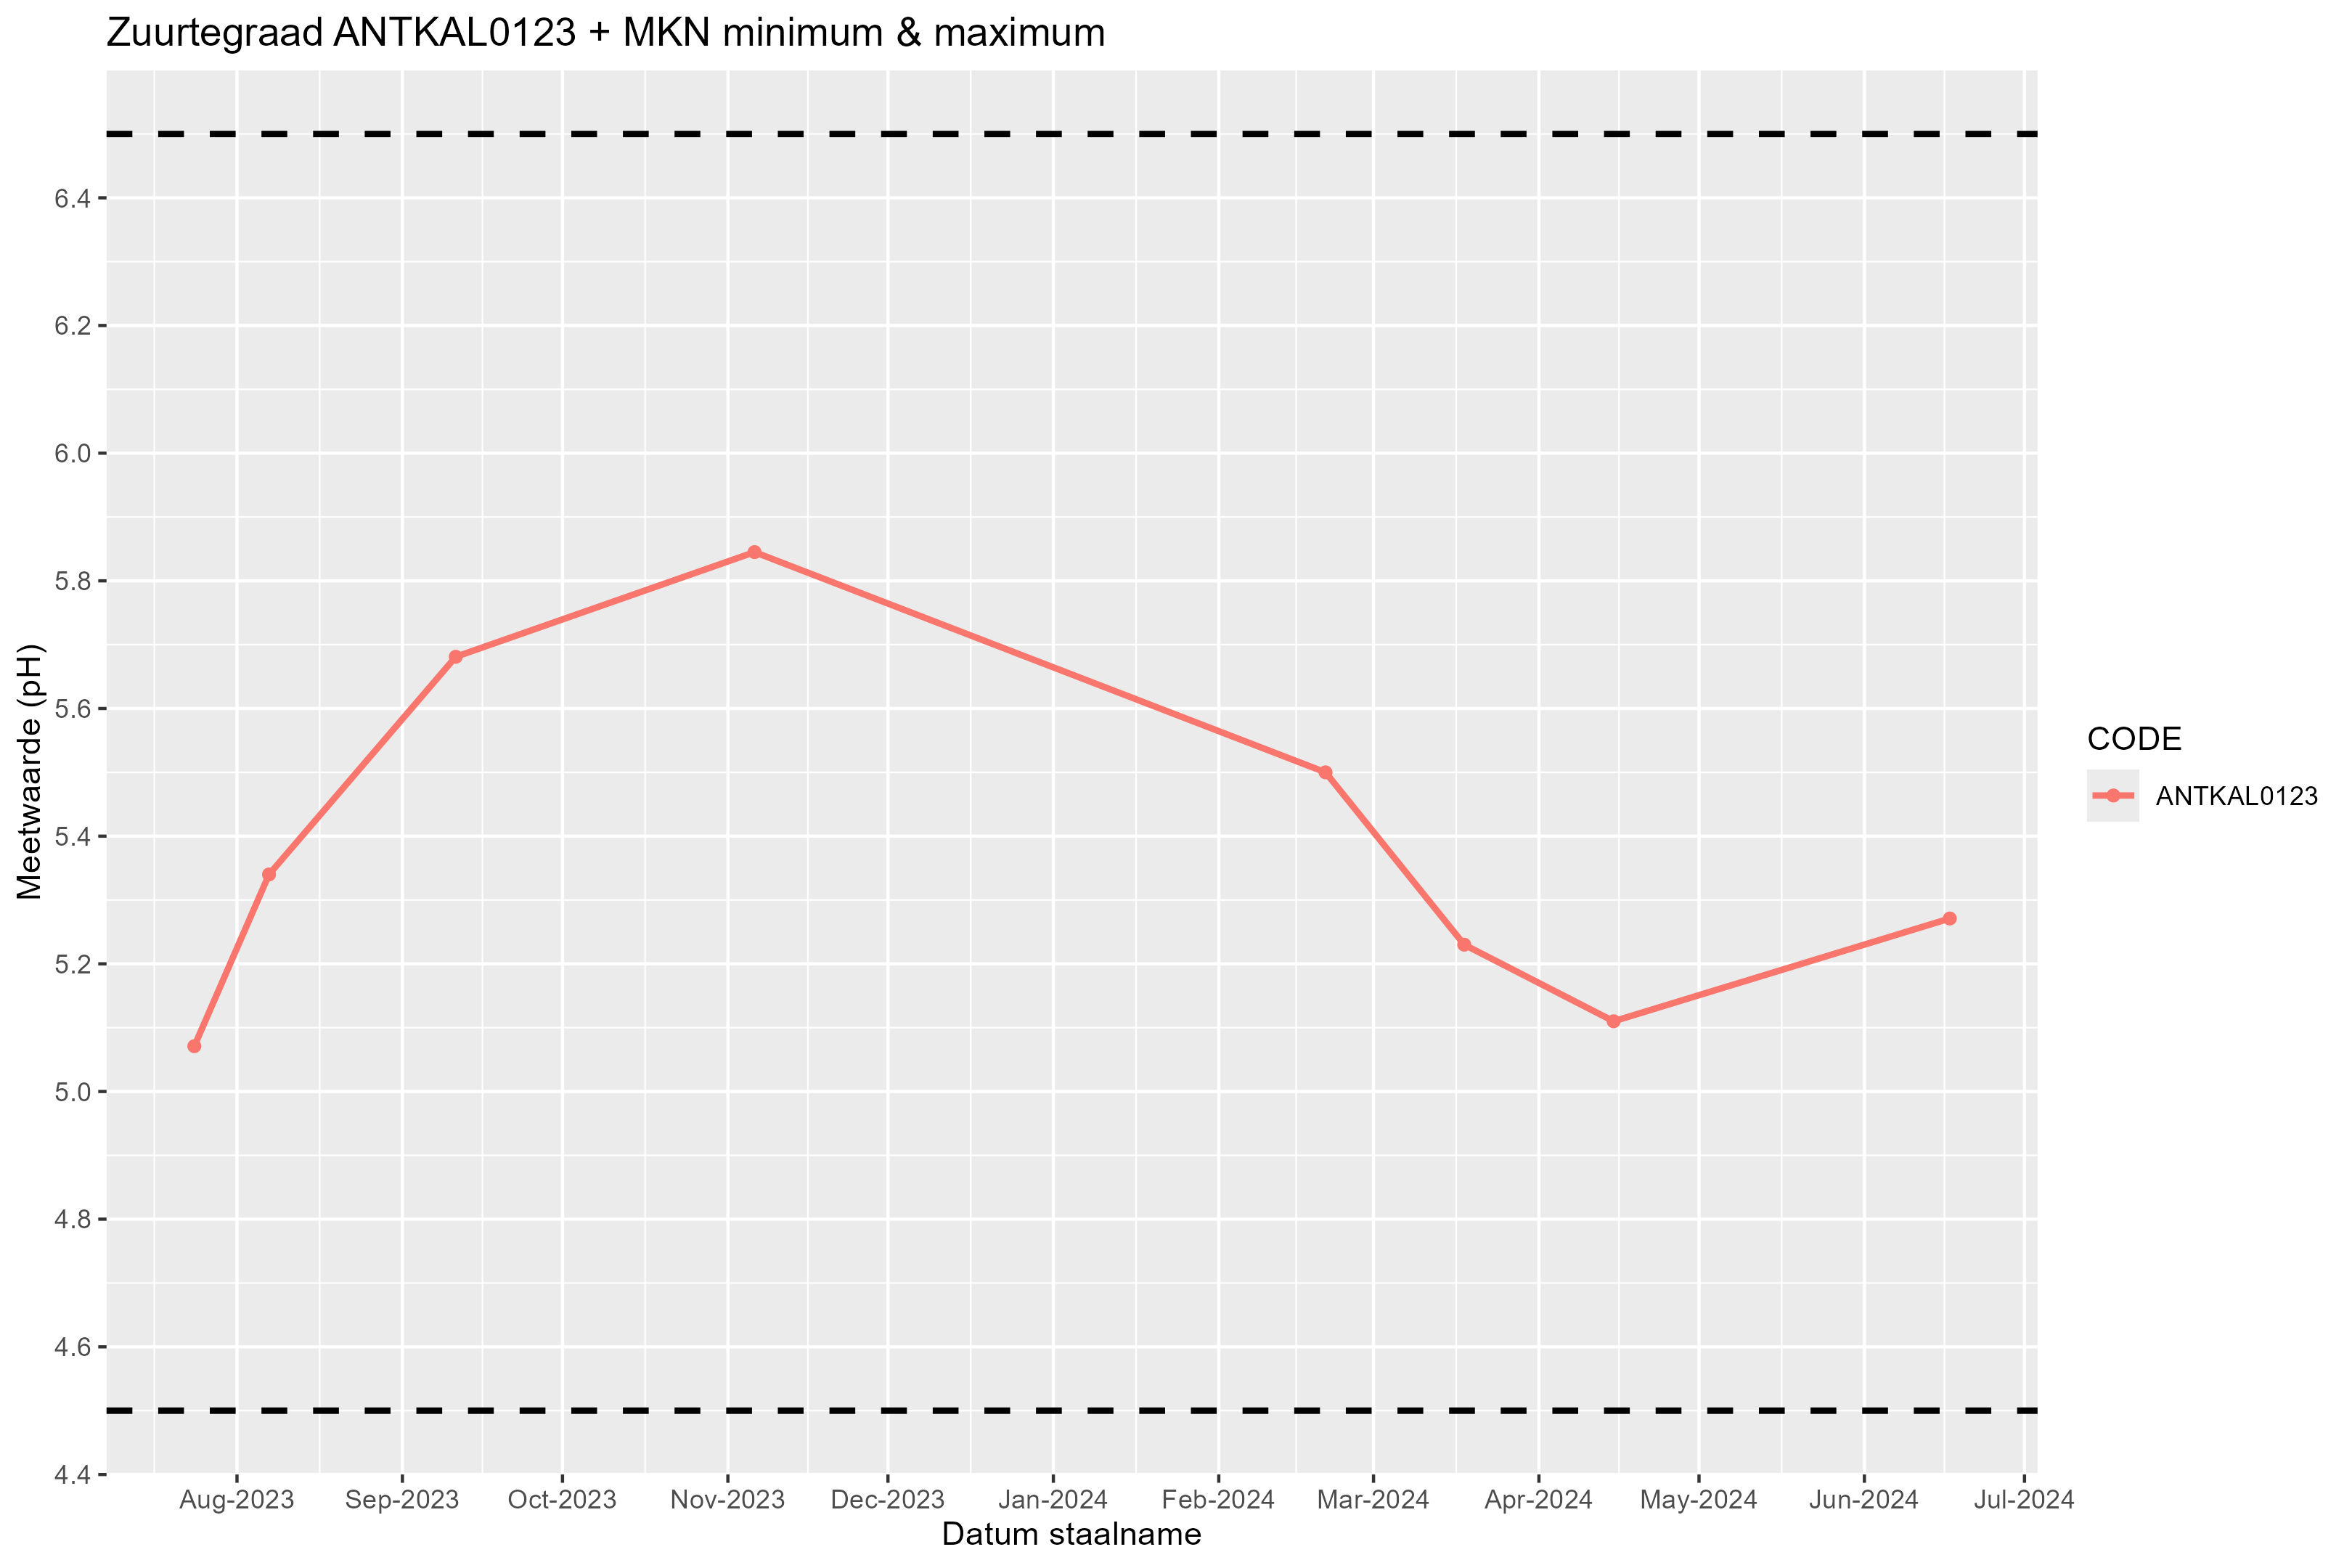 Zuurtegraad ANTKAL0123 + MKN minimum & maximum
Meetwaarde (pH)
6.4
6.2
6.0
5.8
5.6
5.4
5.2
5.0
4.8
4.6
4.4
Aug-2023 Sep-2023 Oct-2023 Nov-2023 Dec-2023 Jan-2024 Feb-2024 Mar-2024 Apr-2024 May-2024 Jun-2024 Jul-2024
Datum staalname
CODE
ANTKAL0123